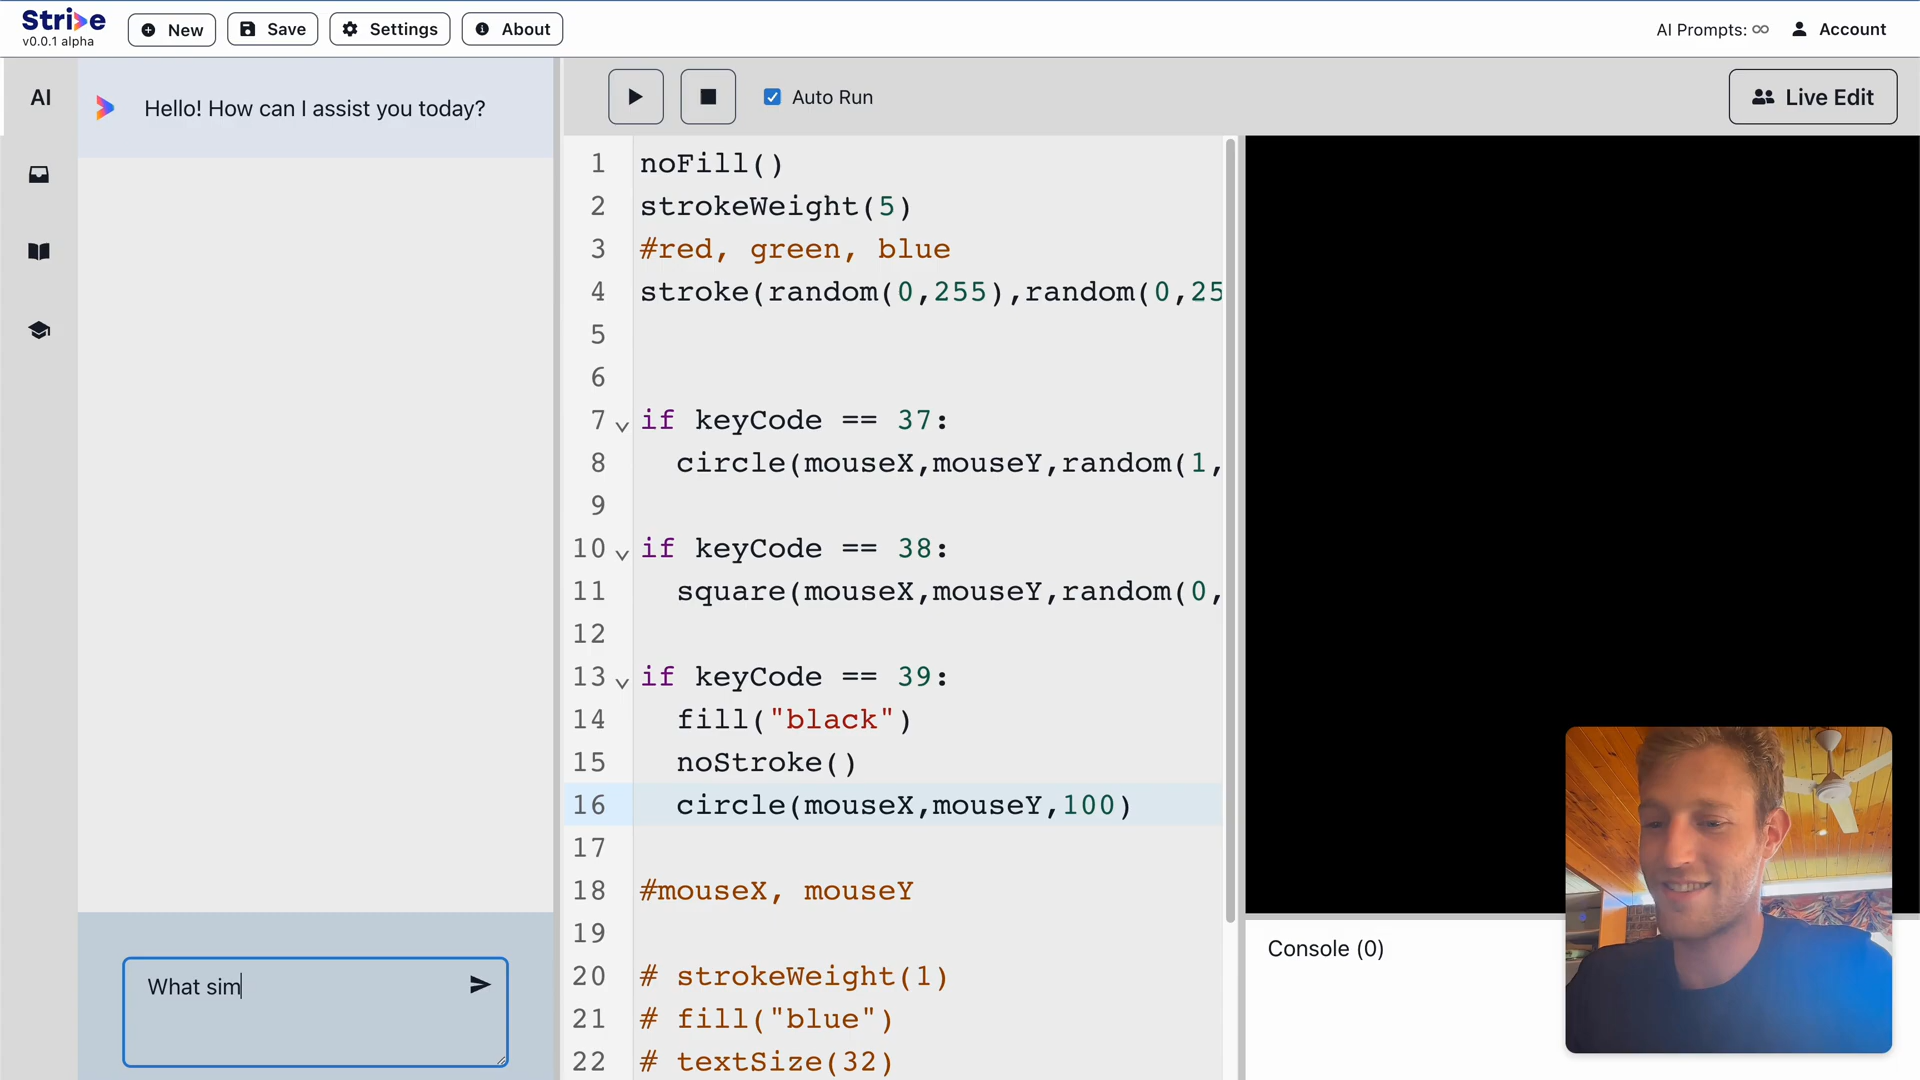 Strive
v0.0.1 alpha
New
Save
Settings
About
AI Prompts: ∞
Account
AI
Hello! How can I assist you today?
Auto Run
Live Edit
1 noFill()
2 strokeWeight(5)
3 #red, green, blue
4 stroke(random(0,255),random(0,25
5
6
7 if keyCode == 37:
8 circle(mouseX,mouseY,random(1,
9
10 if keyCode == 38:
11 square(mouseX,mouseY,random(0,
12
13 if keyCode == 39:
14 fill("black")
15 noStroke()
16 circle(mouseX,mouseY,100)
17
18 #mouseX, mouseY
19
20 # strokeWeight(1)
21 # fill("blue")
22 # textSize(32)
What sim
Console (0)